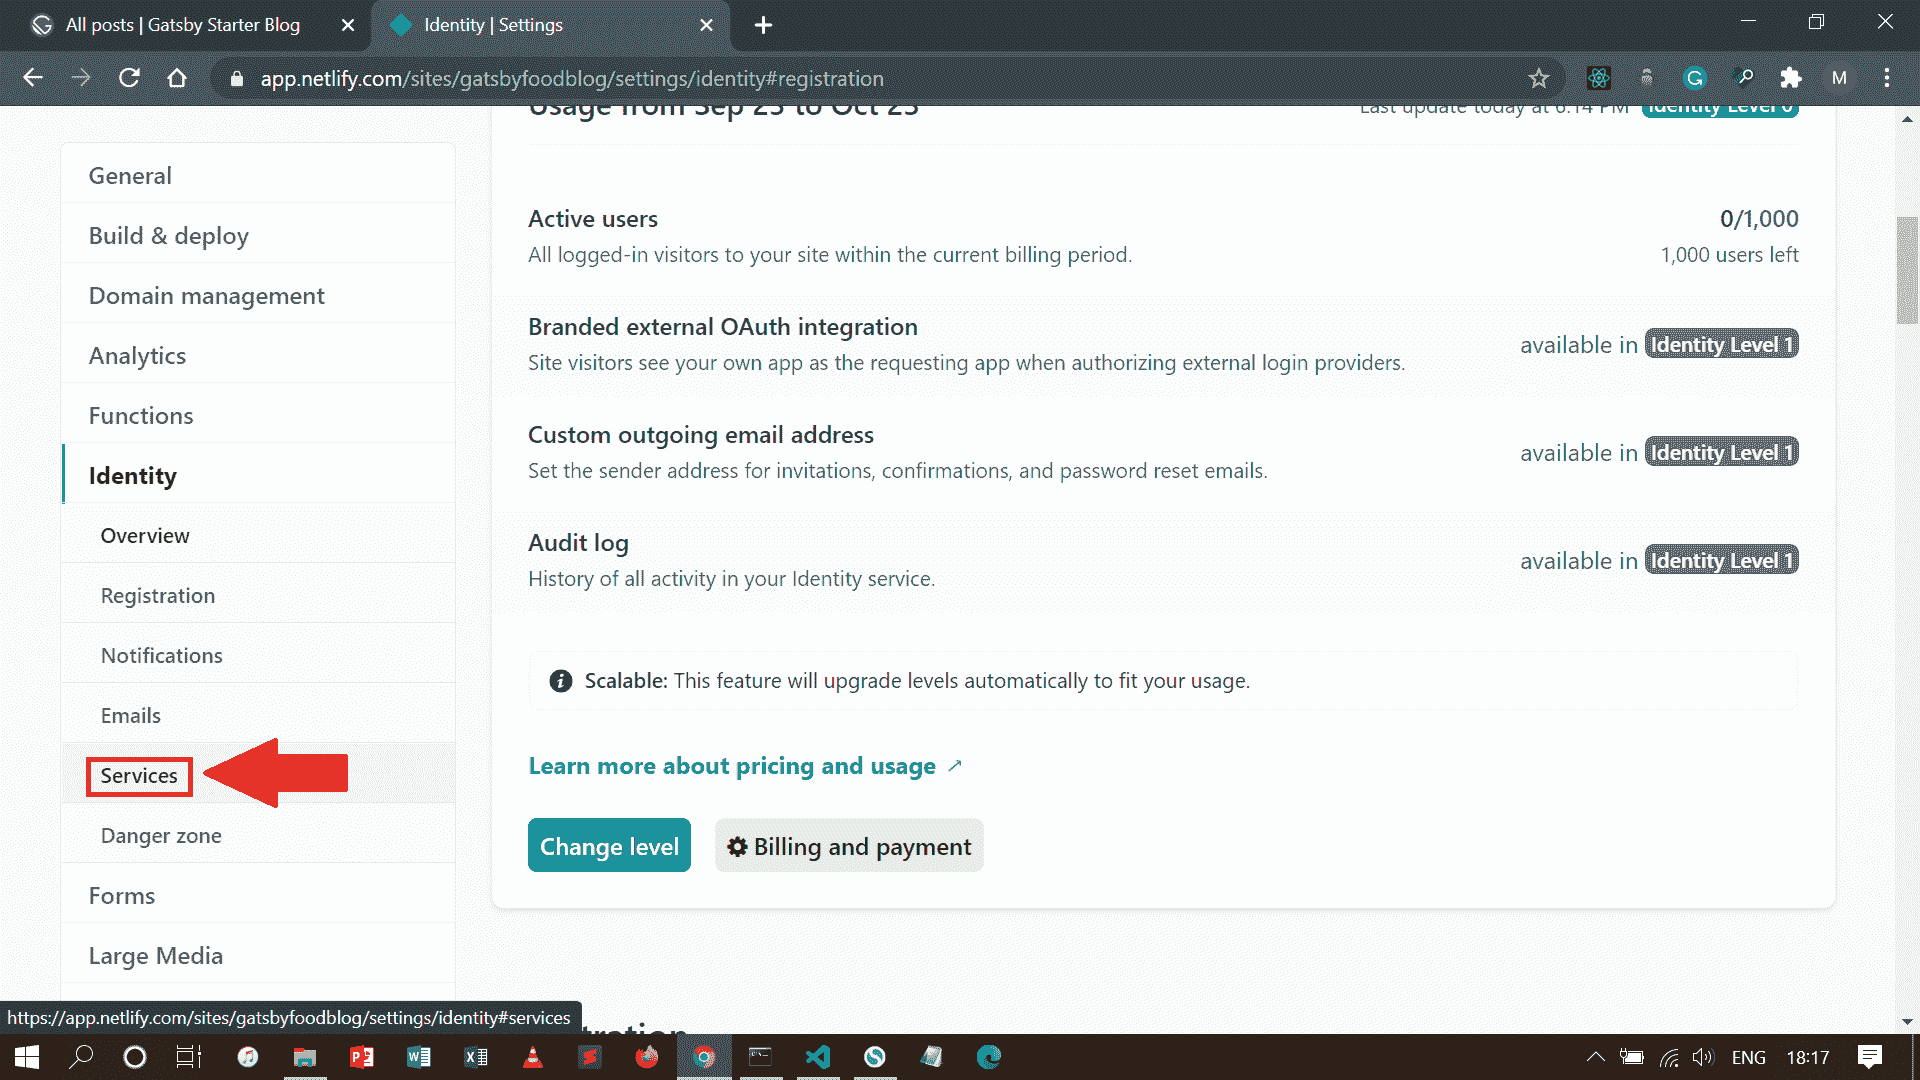 All posts | Gatsby Starter Blog
Identity | Settings
app.netlify.com/sites/gatsbyfoodblog/settings/identity#registration
M
Usage from Sep 23 to Oct 23
Last update today at 6:14 PM Identity Level 0
General
Build & deploy
Domain management
Analytics
Functions
Identity
Overview
Registration
Notifications
Emails
Services
Danger zone
Forms
Large Media
Active users
0/1,000
All logged-in visitors to your site within the current billing period.
1,000 users left
Branded external OAuth integration
Site visitors see your own app as the requesting app when authorizing external login providers.
available in Identity Level 1
Custom outgoing email address
Set the sender address for invitations, confirmations, and password reset emails.
available in Identity Level 1
Audit log
History of all activity in your Identity service.
available in Identity Level 1
Scalable: This feature will upgrade levels automatically to fit your usage.
Learn more about pricing and usage
Change level
Billing and payment
https://app.netlify.com/sites/gatsbyfoodblog/settings/identity#services
ENG
18:17